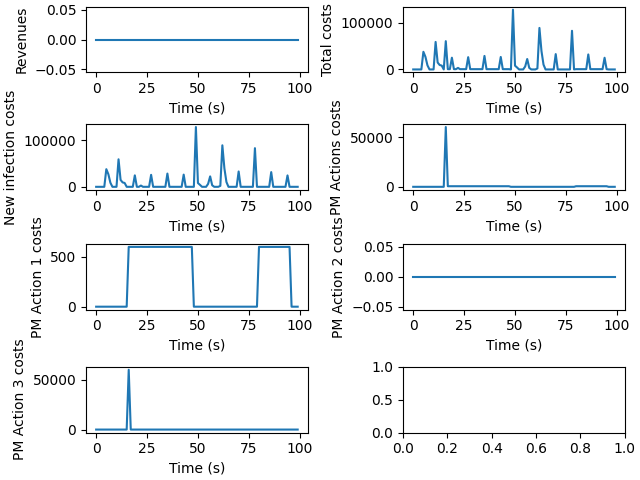 Revenues
0.05
0.00
−0.05
0 25 50 75 100
Time (s)
Total costs
100000
0
0 25 50 75 100
Time (s)
New infection costs
100000
0
0 25 50 75 100
Time (s)
PM Actions costs
50000
0
0 25 50 75 100
Time (s)
PM Action 1 costs
500
0
0 25 50 75 100
Time (s)
PM Action 2 costs
0.05
0.00
−0.05
0 25 50 75 100
Time (s)
PM Action 3 costs
50000
0
0 25 50 75 100
Time (s)
1.0
0.5
0.0
0.0 0.2 0.4 0.6 0.8 1.0